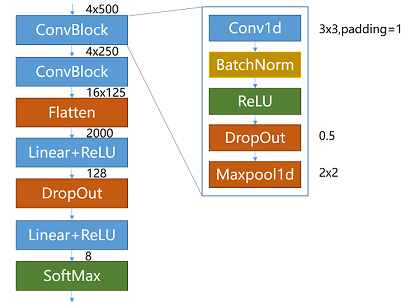 4x500
ConvBlock
4x250
ConvBlock
16x125
Flatten
2000
Linear+ReLU
128
DropOut
Linear+ReLU
8
SoftMax
Conv1d
3x3,padding=1
BatchNorm
ReLU
DropOut
0.5
Maxpool1d
2x2